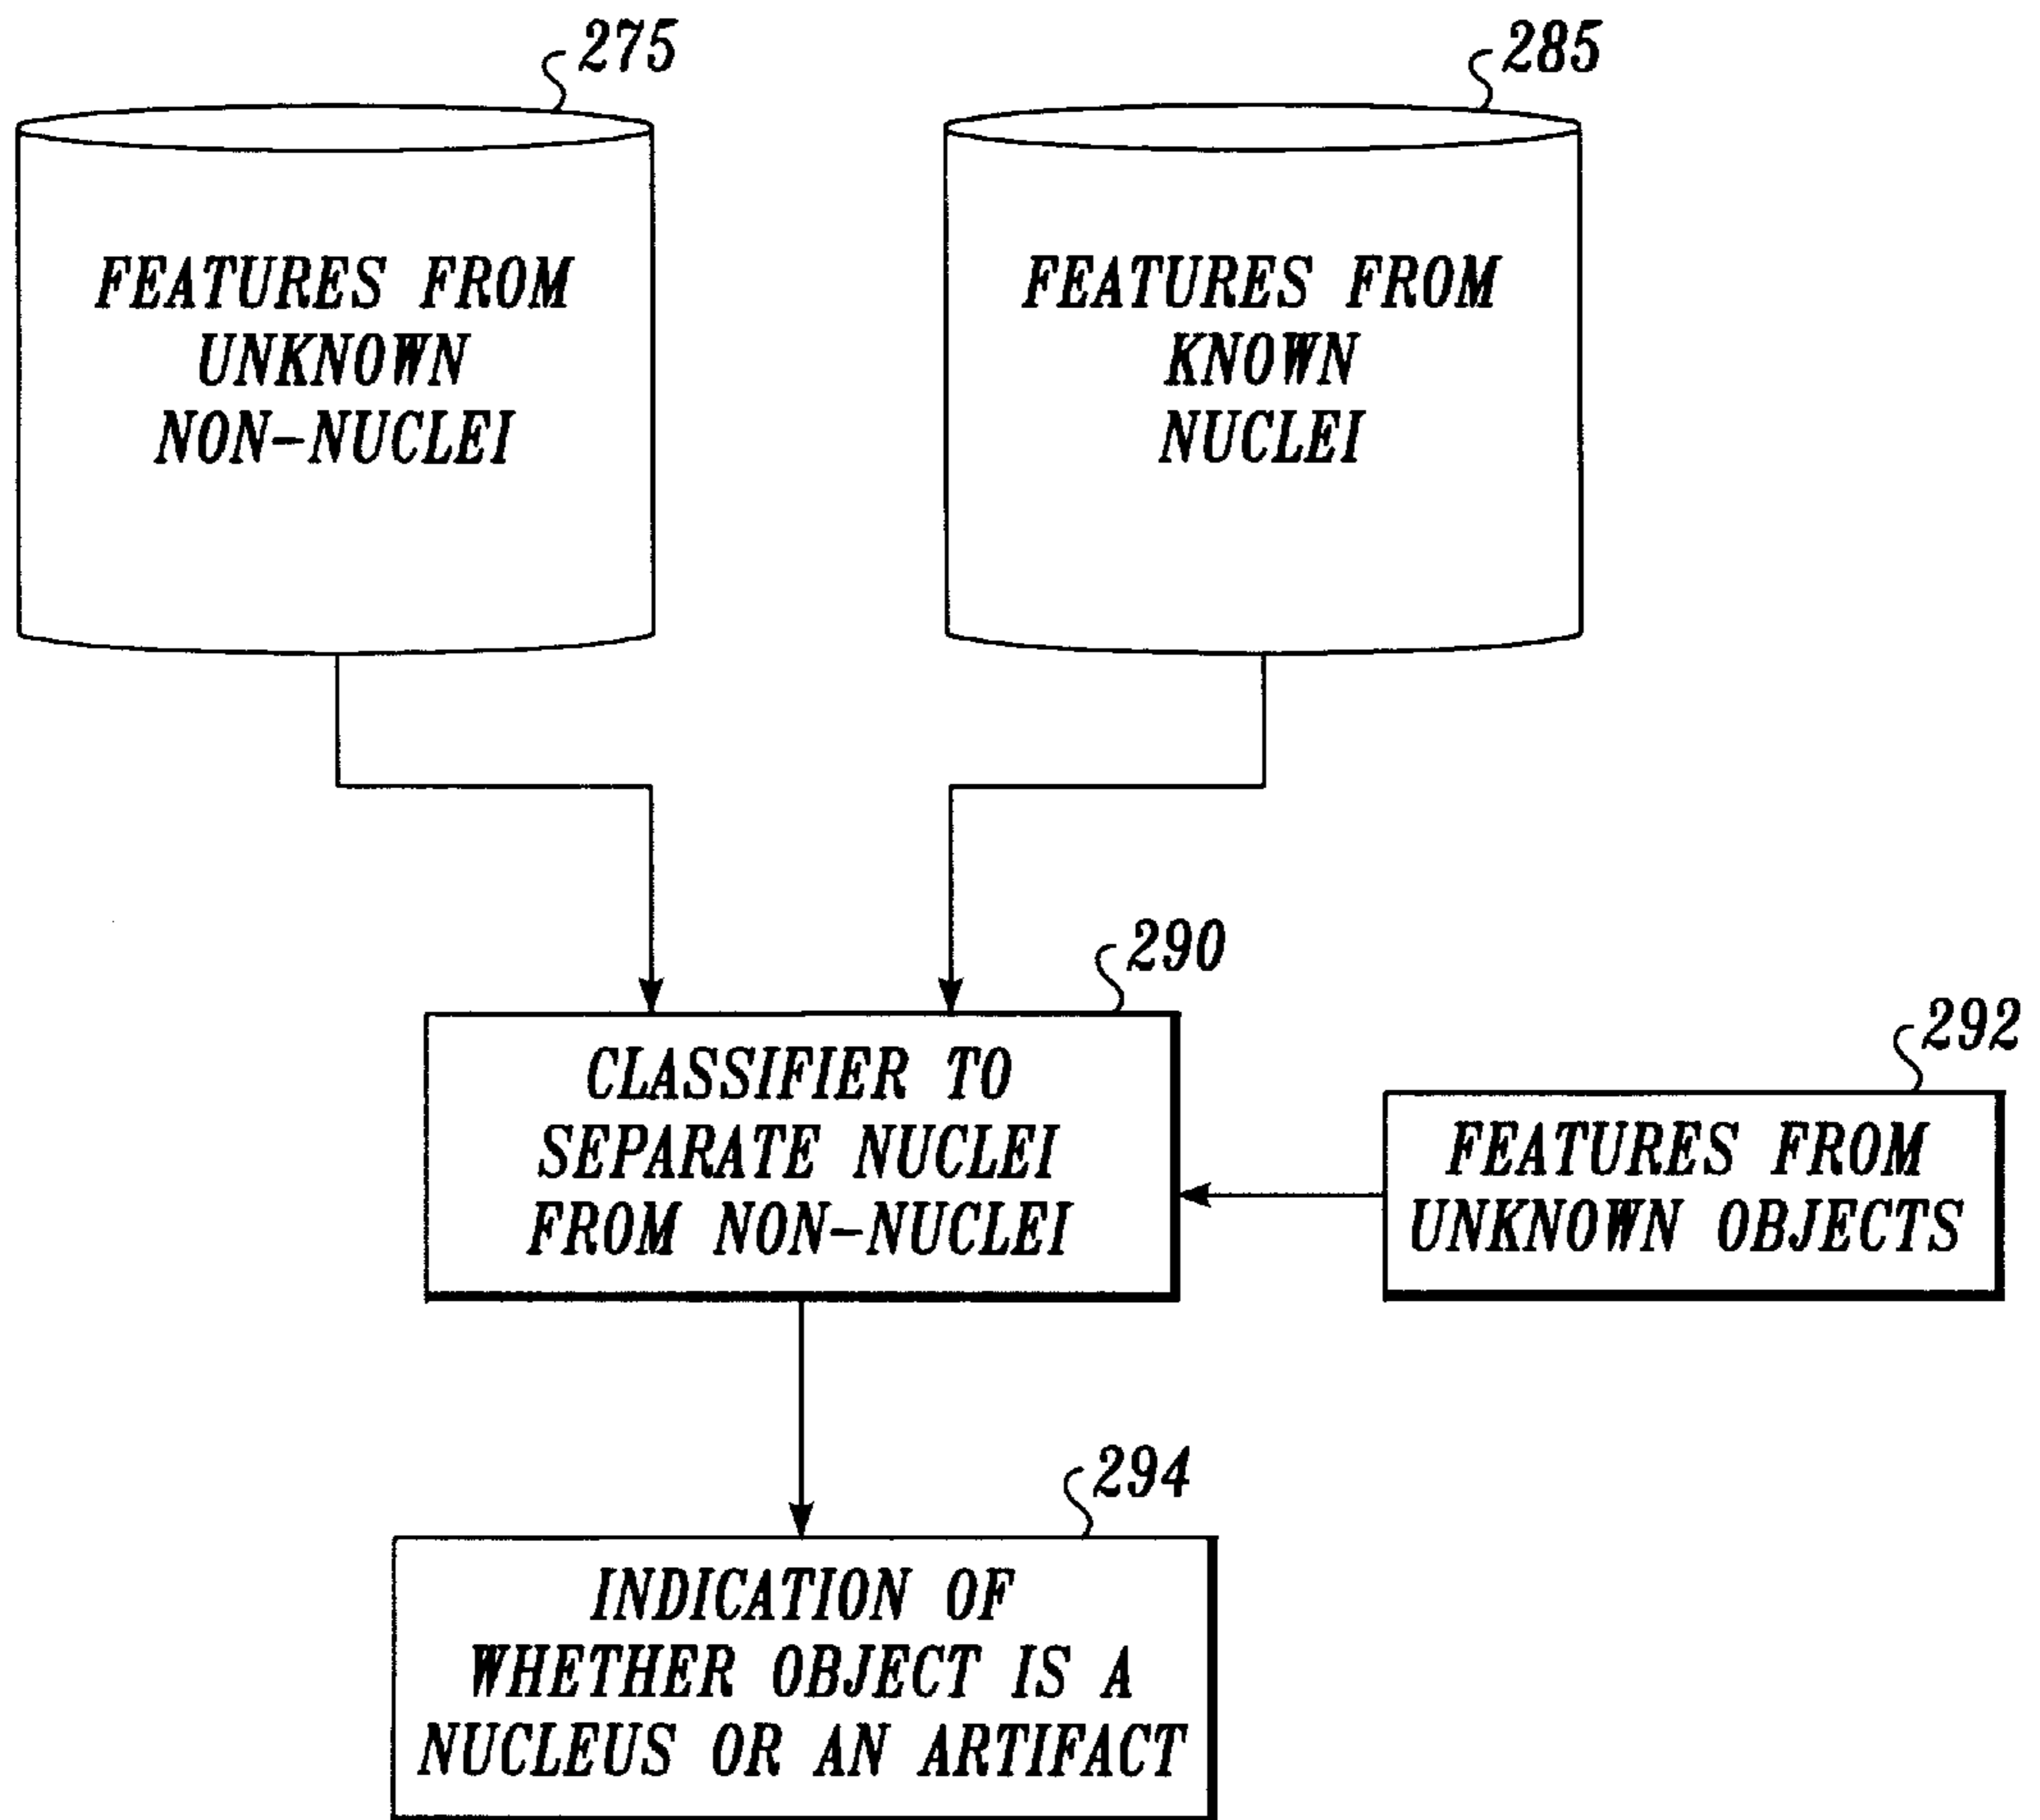 275
285
FEATURES FROM
UNKNOWN
NON-NUCLEI
FEATURES FROM
KNOWN
NUCLEI
290
CLASSIFIER TO
SEPARATE NUCLEI
FROM NON-NUCLEI
292
FEATURES FROM
UNKNOWN OBJECTS
294
INDICATION OF
WHETHER OBJECT IS A
NUCLEUS OR AN ARTIFACT